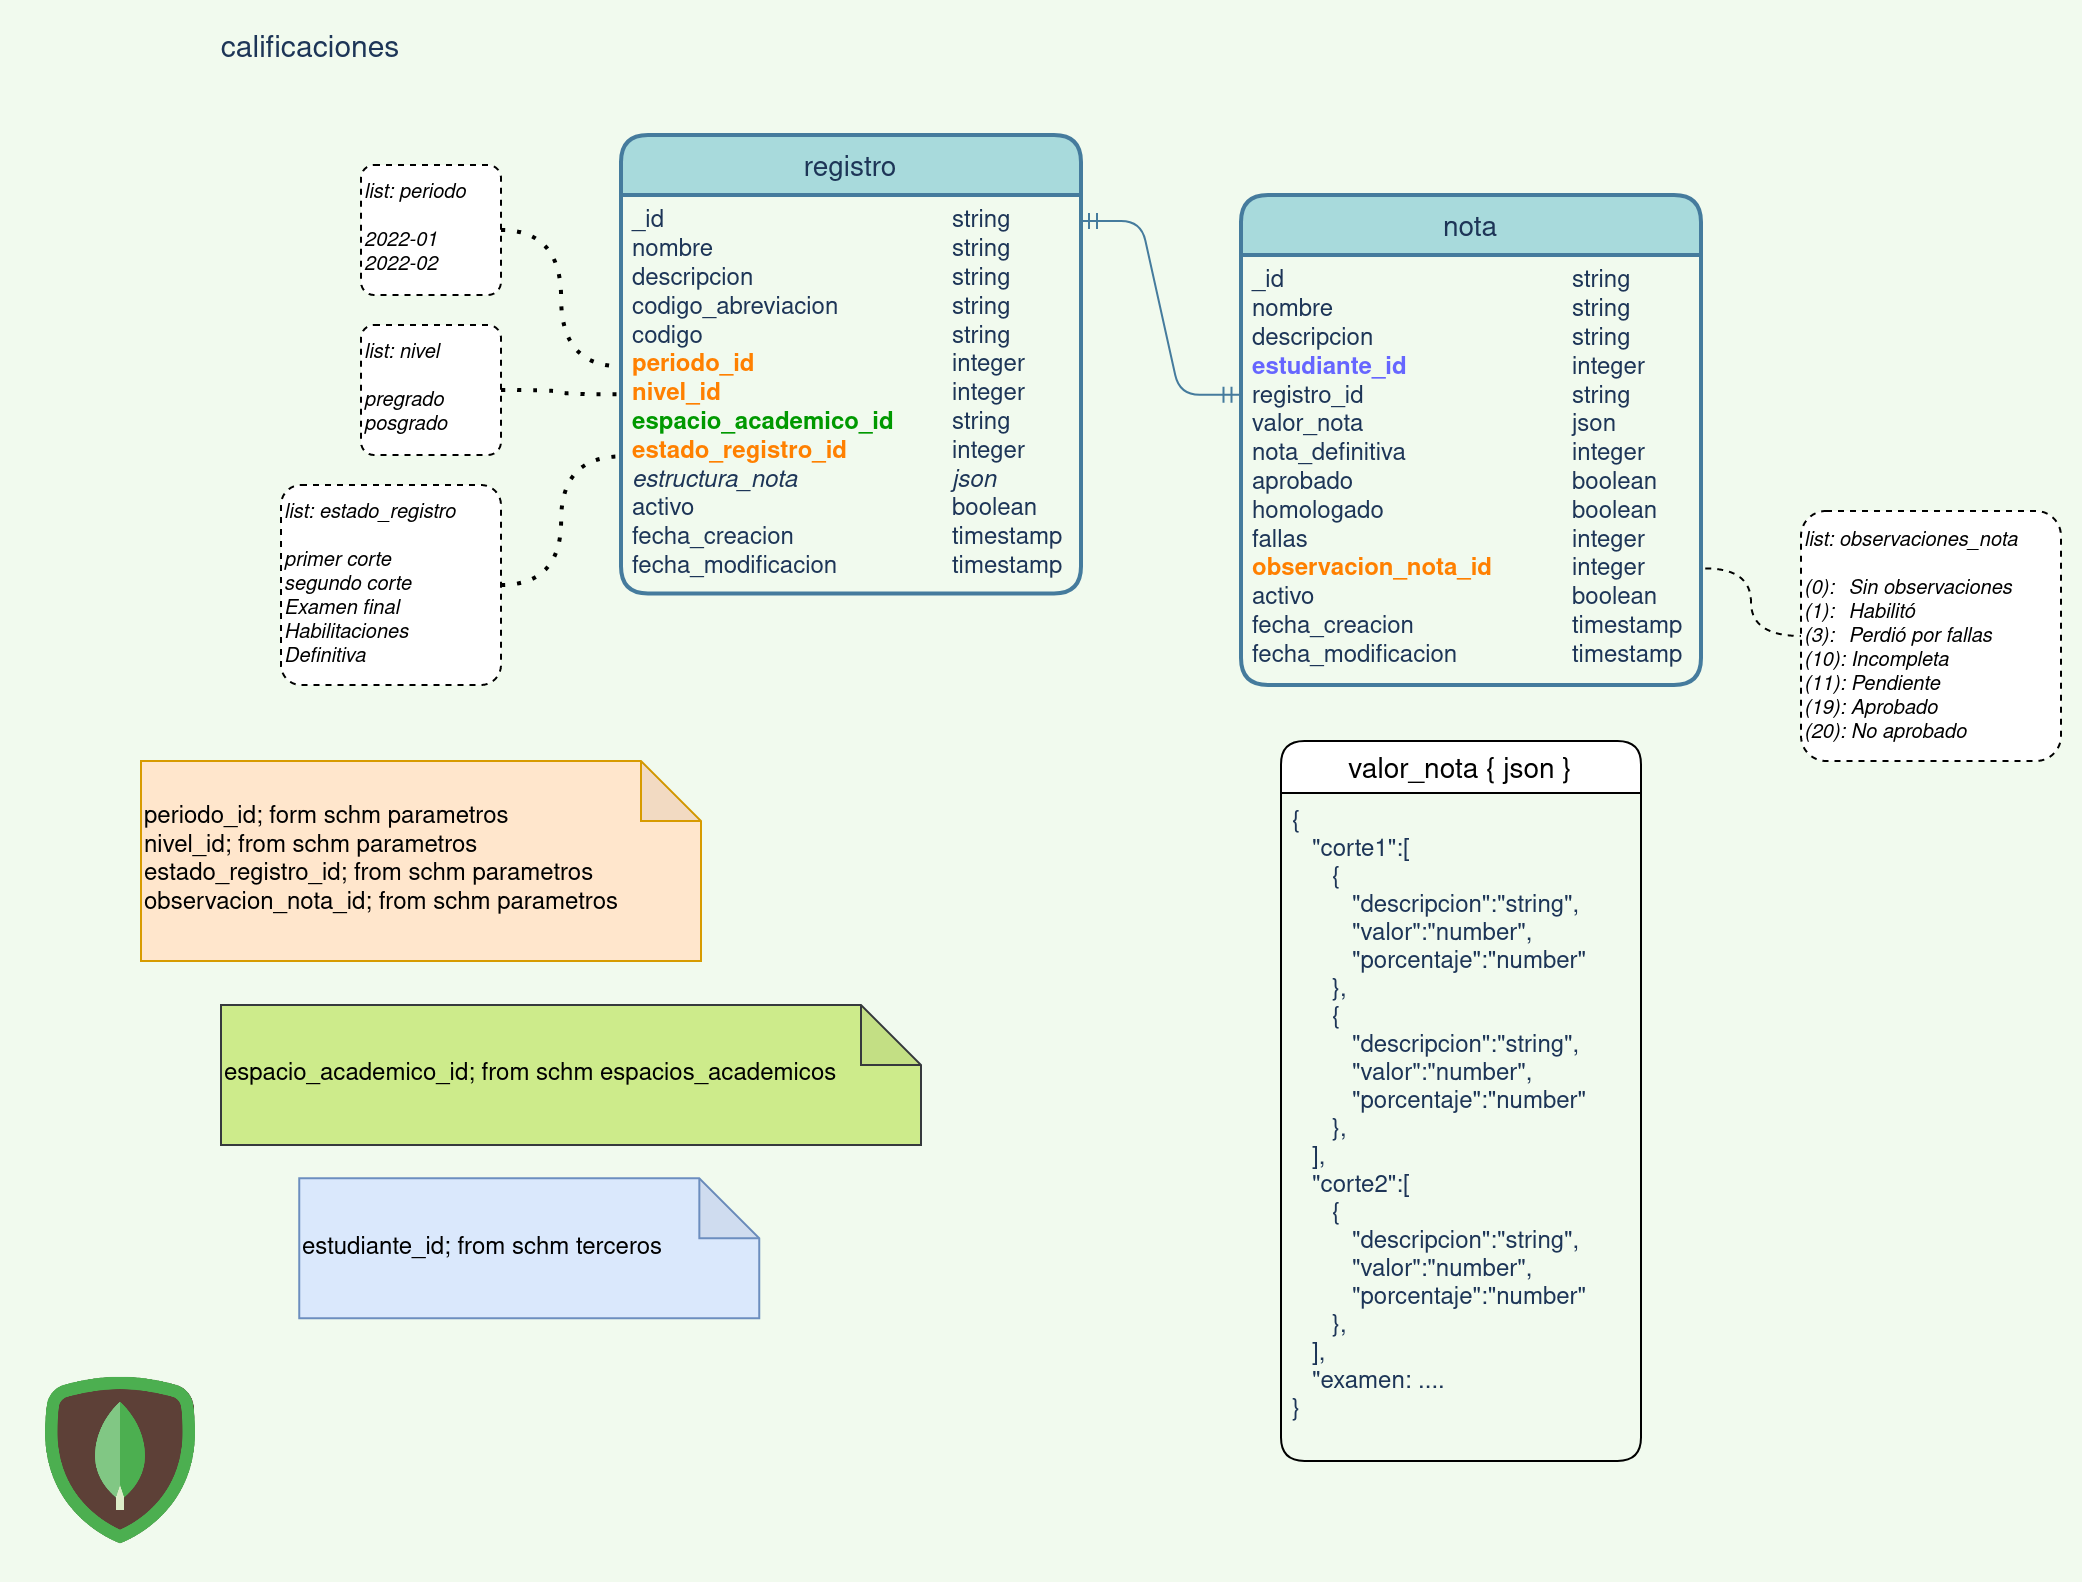 calificaciones
list: periodo
2022-01
2022-02
list: nivel
pregrado
posgrado
list: estado_registro
primer corte
segundo corte
Examen final
Habilitaciones
Definitiva
registro
_id string
nombre string
descripcion string
codigo_abreviacion string
codigo string
periodo_id integer
nivel_id integer
espacio_academico_id string
estado_registro_id integer
estructura_nota json
activo boolean
fecha_creacion timestamp
fecha_modificacion timestamp
nota
_id string
nombre string
descripcion string
estudiante_id integer
registro_id string
valor_nota json
nota_definitiva integer
aprobado boolean
homologado boolean
fallas integer
observacion_nota_id integer
activo boolean
fecha_creacion timestamp
fecha_modificacion timestamp
list: observaciones_nota
(0): Sin observaciones
(1): Habilitó
(3): Perdió por fallas
(10): Incompleta
(11): Pendiente
(19): Aprobado
(20): No aprobado
periodo_id; form schm parametros
nivel_id; from schm parametros
estado_registro_id; from schm parametros
observacion_nota_id; from schm parametros
espacio_academico_id; from schm espacios_academicos
estudiante_id; from schm terceros
valor_nota { json }
{
"corte1":[
{
"descripcion":"string",
"valor":"number",
"porcentaje":"number"
},
{
"descripcion":"string",
"valor":"number",
"porcentaje":"number"
},
],
"corte2":[
{
"descripcion":"string",
"valor":"number",
"porcentaje":"number"
},
],
"examen: ....
}